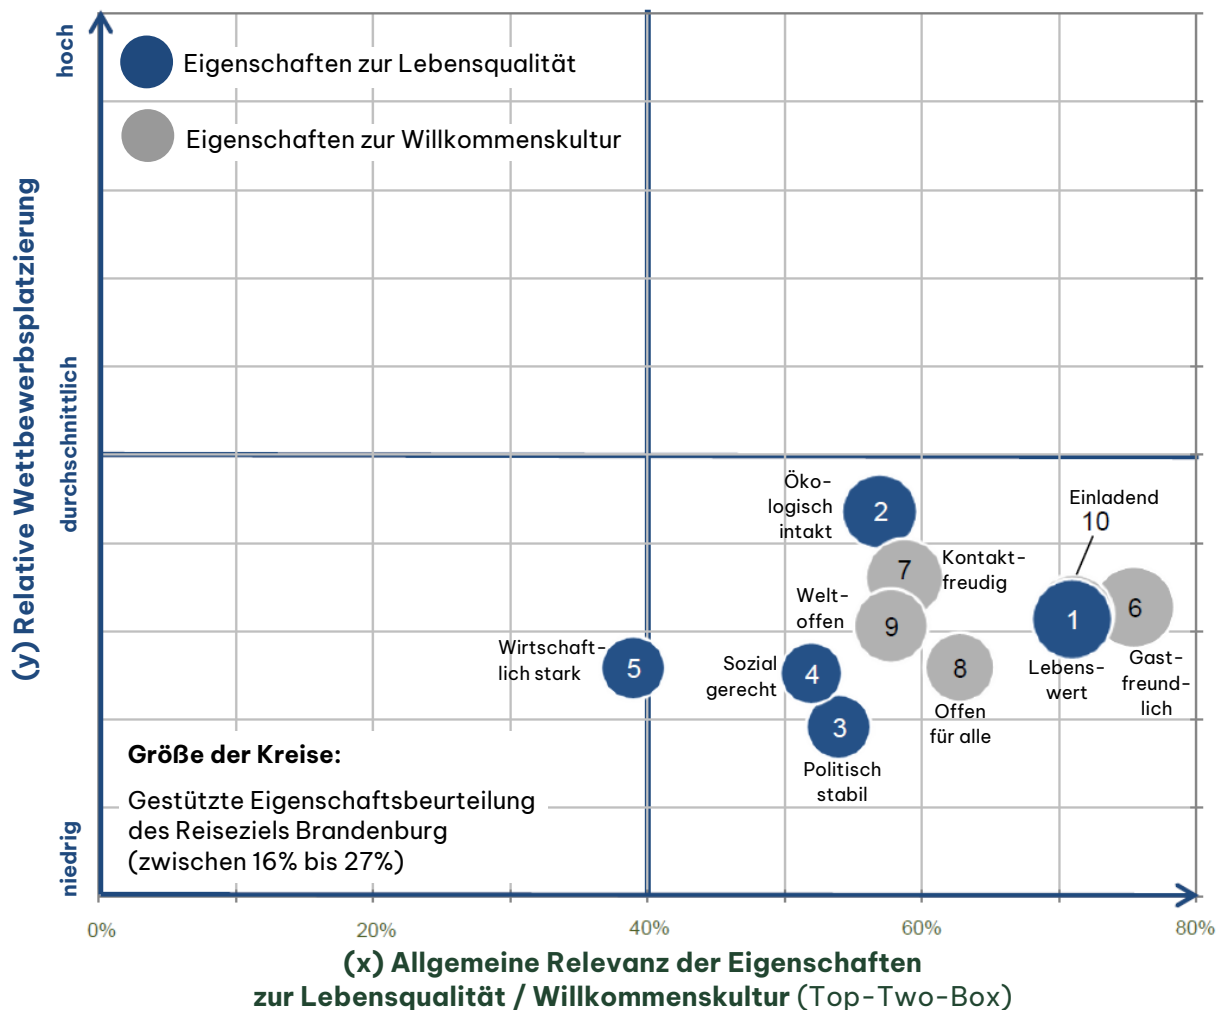 hoch
durchschnittlich
niedrig
(y) Relative Wettbewerbsplatzierung
Eigenschaften zur Lebensqualität
Eigenschaften zur Willkommenskultur
Öko-
logisch
intakt
2
Einladend
10
7
Kontakt-
freudig
Welt-
offen
9
1
6
Lebens-
wert
Gast-
freund-
lich
Wirtschaft-
lich stark
5
Sozial
gerecht
4
8
Offen
für alle
3
Politisch
stabil
Größe der Kreise:
Gestützte Eigenschaftsbeurteilung
des Reiseziels Brandenburg
(zwischen 16% bis 27%)
0%
20%
40%
60%
80%
(x) Allgemeine Relevanz der Eigenschaften
zur Lebensqualität / Willkommenskultur (Top-Two-Box)